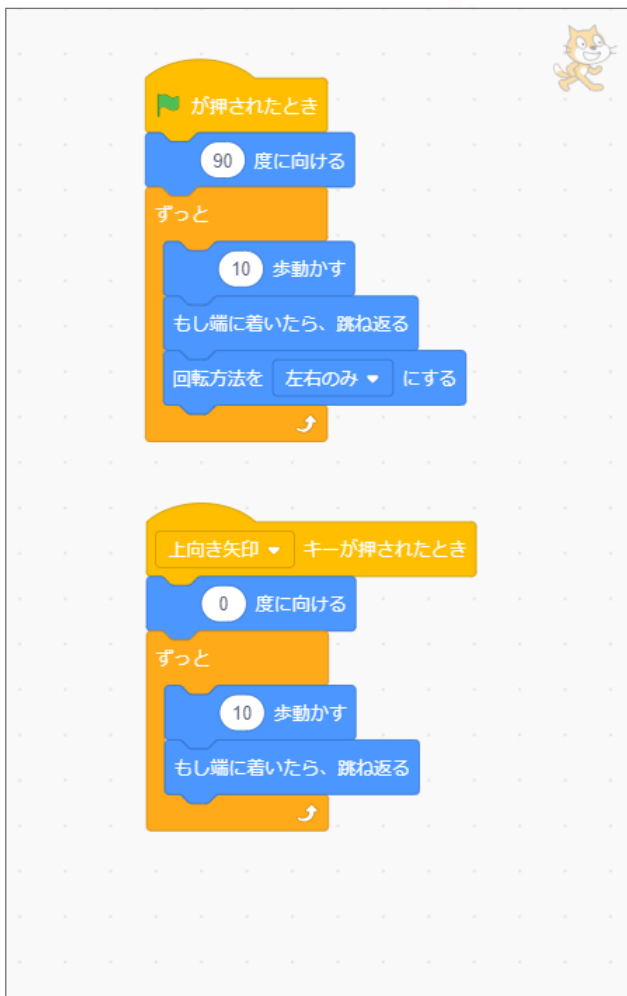 が押されたとき
90 度に向ける
ずっと
10 歩動かす
もし端に着いたら、跳ね返る
回転方法を 左右のみ にする
上向き矢印 キーが押されたとき
0 度に向ける
ずっと
10 歩動かす
もし端に着いたら、跳ね返る